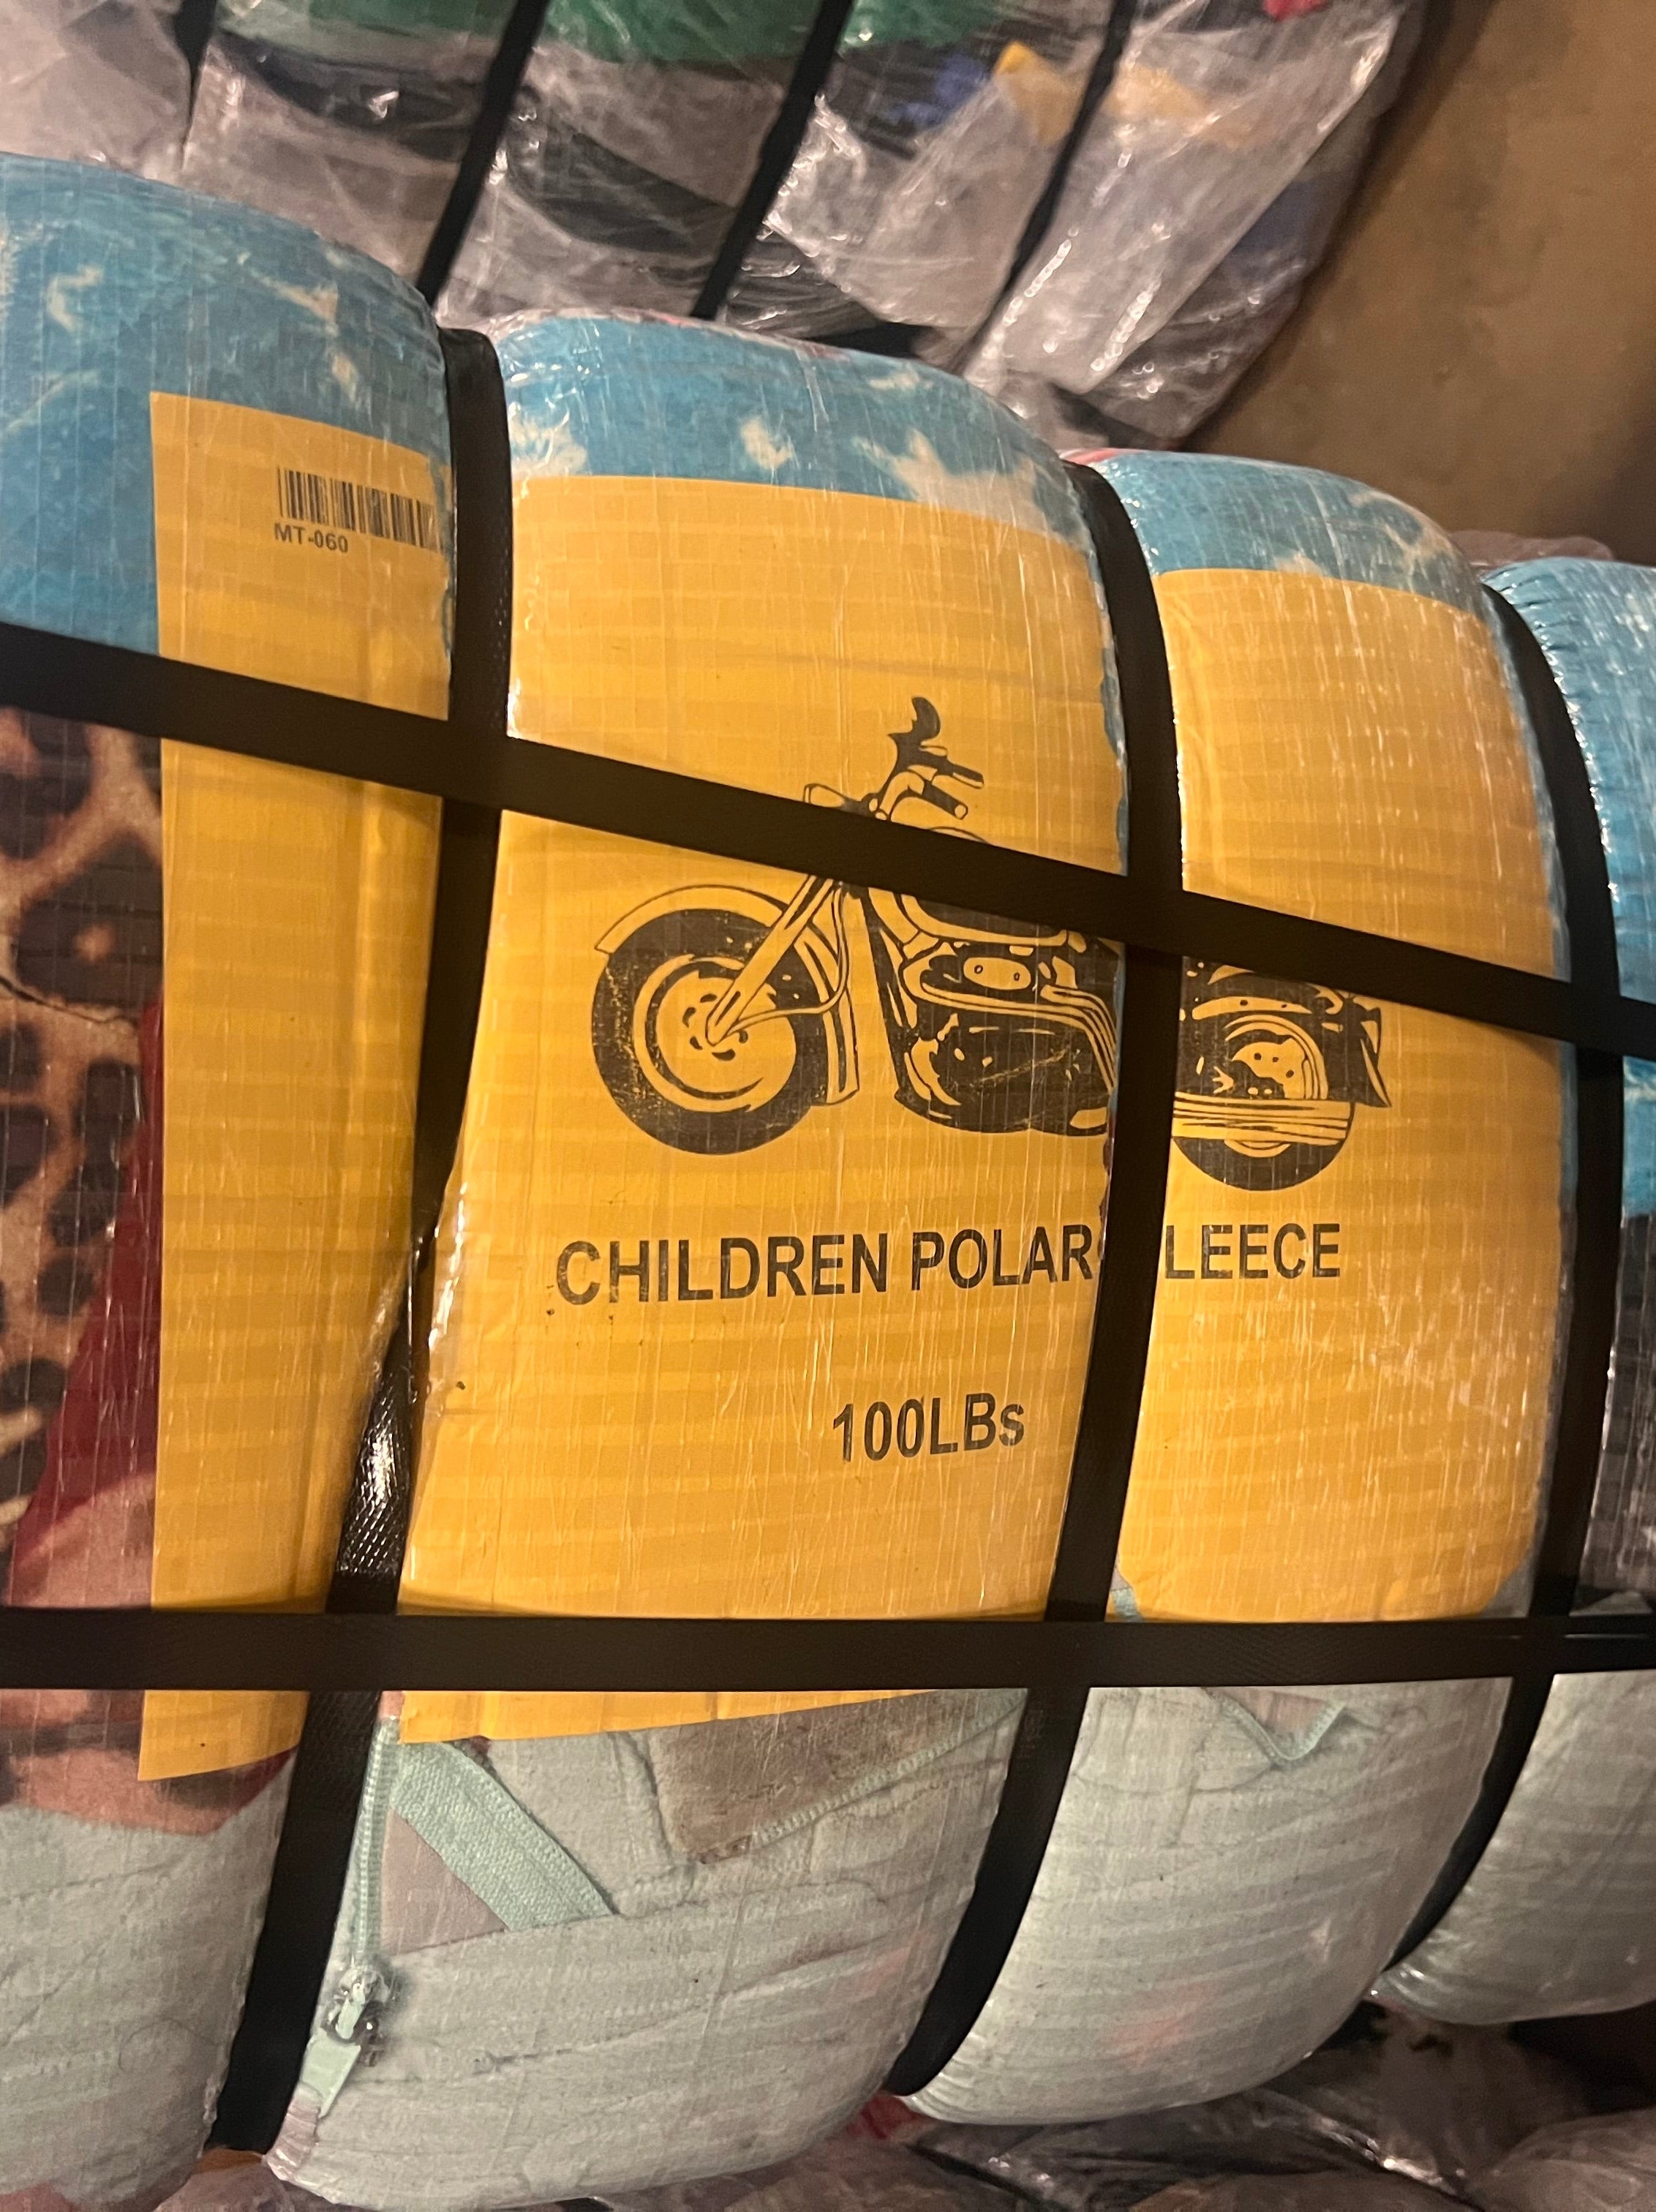 MT-060
CHILDREN POLAR LEECE
100LBs